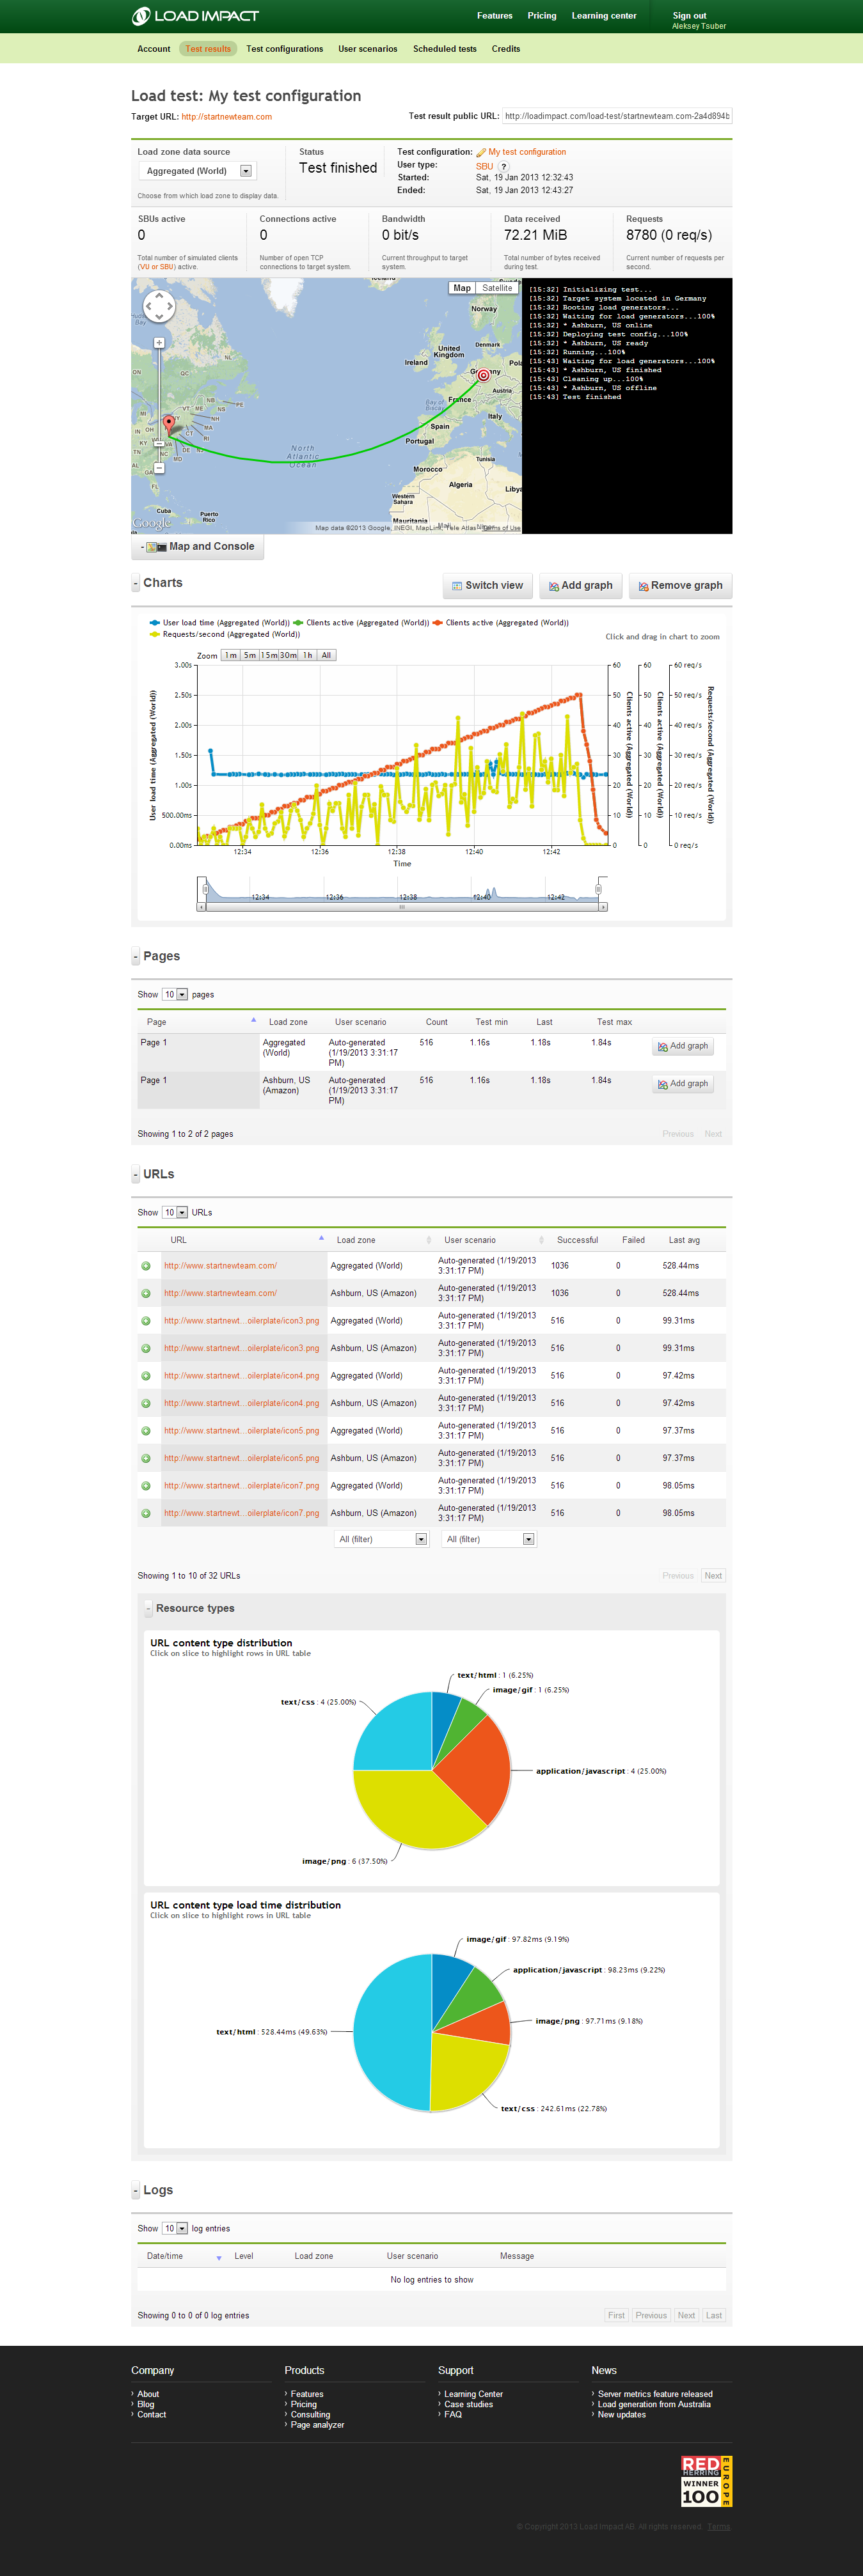 LOAD IMPACT
Features Pricing Learning center Sign out
Aleksey Tsuber
Account Test results Test configurations User scenarios Scheduled tests Credits
Load test: My test configuration
Target URL: http://startnewteam.com
Test result public URL: http://loadimpact.com/load-test/startnewteam.com-2a4d894b
Load zone data source
Aggregated (World)
Choose from which load zone to display data.
Status
Test finished
Test configuration: My test configuration
User type: SBU ?
Started: Sat, 19 Jan 2013 12:32:43
Ended: Sat, 19 Jan 2013 12:43:27
SBUs active
0
Total number of simulated clients
(VU or SBU) active.
Connections active
0
Number of open TCP
connections to target system.
Bandwidth
0 bit/s
Current throughput to target
system.
Data received
72.21 MiB
Total number of bytes received
during test.
Requests
8780 (0 req/s)
Current number of requests per
second.
Map Satellite
Norway
United
Kingdom
Denmark
Ireland
Germany
Austria
France
Bay of
Biscay
Italy
Spain
Portugal
North
Atlantic
Ocean
Tunisia
Morocco
Algeria
Western
Sahara
Mauritania
Cuba
Puerto
Rico
Google
Map data ©2013 Google, INEGI, MapLink, Tele Atlas - Terms of Use
[15:32] Initializing test...
[15:32] Target system located in Germany
[15:32] Booting load generators...
[15:32] Waiting for load generators...100%
[15:32] * Ashburn, US online
[15:32] Deploying test config...100%
[15:32] * Ashburn, US ready
[15:32] Running...100%
[15:43] Waiting for load generators...100%
[15:43] * Ashburn, US finished
[15:43] Cleaning up...100%
[15:43] * Ashburn, US offline
[15:43] Test finished
- Map and Console
- Charts
Switch view Add graph Remove graph
User load time (Aggregated (World)) Clients active (Aggregated (World)) Clients active (Aggregated (World))
Requests/second (Aggregated (World))
Click and drag in chart to zoom
Zoom 1m 5m 15m 30m 1h All
3.00s 60 60 60 req/s
2.50s 50 50 50 req/s
2.00s 40 40 40 req/s
1.50s 30 30 30 req/s
1.00s 20 20 20 req/s
500.00ms 10 10 10 req/s
0.00ms 0 0 0 req/s
User load time (Aggregated (World))
Clients active (Aggregated (World))
Clients active (Aggregated (World))
Requests/second (Aggregated (World))
12:34 12:36 12:38 12:40 12:42
Time
12:34 12:36 12:38 12:40 12:42
- Pages
Show 10 pages
Page Load zone User scenario Count Test min Last Test max
Page 1 Aggregated (World) Auto-generated (1/19/2013 3:31:17 PM) 516 1.16s 1.18s 1.84s Add graph
Page 1 Ashburn, US (Amazon) Auto-generated (1/19/2013 3:31:17 PM) 516 1.16s 1.18s 1.84s Add graph
Showing 1 to 2 of 2 pages
Previous Next
- URLs
Show 10 URLs
URL Load zone User scenario Successful Failed Last avg
http://www.startnewteam.com/ Aggregated (World) Auto-generated (1/19/2013 3:31:17 PM) 1036 0 528.44ms
http://www.startnewteam.com/ Ashburn, US (Amazon) Auto-generated (1/19/2013 3:31:17 PM) 1036 0 528.44ms
http://www.startnewt...oilerplate/icon3.png Aggregated (World) Auto-generated (1/19/2013 3:31:17 PM) 516 0 99.31ms
http://www.startnewt...oilerplate/icon3.png Ashburn, US (Amazon) Auto-generated (1/19/2013 3:31:17 PM) 516 0 99.31ms
http://www.startnewt...oilerplate/icon4.png Aggregated (World) Auto-generated (1/19/2013 3:31:17 PM) 516 0 97.42ms
http://www.startnewt...oilerplate/icon4.png Ashburn, US (Amazon) Auto-generated (1/19/2013 3:31:17 PM) 516 0 97.42ms
http://www.startnewt...oilerplate/icon5.png Aggregated (World) Auto-generated (1/19/2013 3:31:17 PM) 516 0 97.37ms
http://www.startnewt...oilerplate/icon5.png Ashburn, US (Amazon) Auto-generated (1/19/2013 3:31:17 PM) 516 0 97.37ms
http://www.startnewt...oilerplate/icon7.png Aggregated (World) Auto-generated (1/19/2013 3:31:17 PM) 516 0 98.05ms
http://www.startnewt...oilerplate/icon7.png Ashburn, US (Amazon) Auto-generated (1/19/2013 3:31:17 PM) 516 0 98.05ms
All (filter) All (filter)
Showing 1 to 10 of 32 URLs
Previous Next
- Resource types
URL content type distribution
Click on slice to highlight rows in URL table
text/html : 1 (6.25%)
image/gif : 1 (6.25%)
text/css : 4 (25.00%)
application/javascript : 4 (25.00%)
image/png : 6 (37.50%)
URL content type load time distribution
Click on slice to highlight rows in URL table
image/gif : 97.82ms (9.19%)
application/javascript : 98.23ms (9.22%)
image/png : 97.71ms (9.18%)
text/html : 528.44ms (49.63%)
text/css : 242.61ms (22.78%)
- Logs
Show 10 log entries
Date/time Level Load zone User scenario Message
No log entries to show
Showing 0 to 0 of 0 log entries
First Previous Next Last
Company
› About
› Blog
› Contact
Products
› Features
› Pricing
› Consulting
› Page analyzer
Support
› Learning Center
› Case studies
› FAQ
News
› Server metrics feature released
› Load generation from Australia
› New updates
RED
HERRING
WINNER
100
EUROPE
© Copyright 2013 Load Impact AB. All rights reserved. Terms.